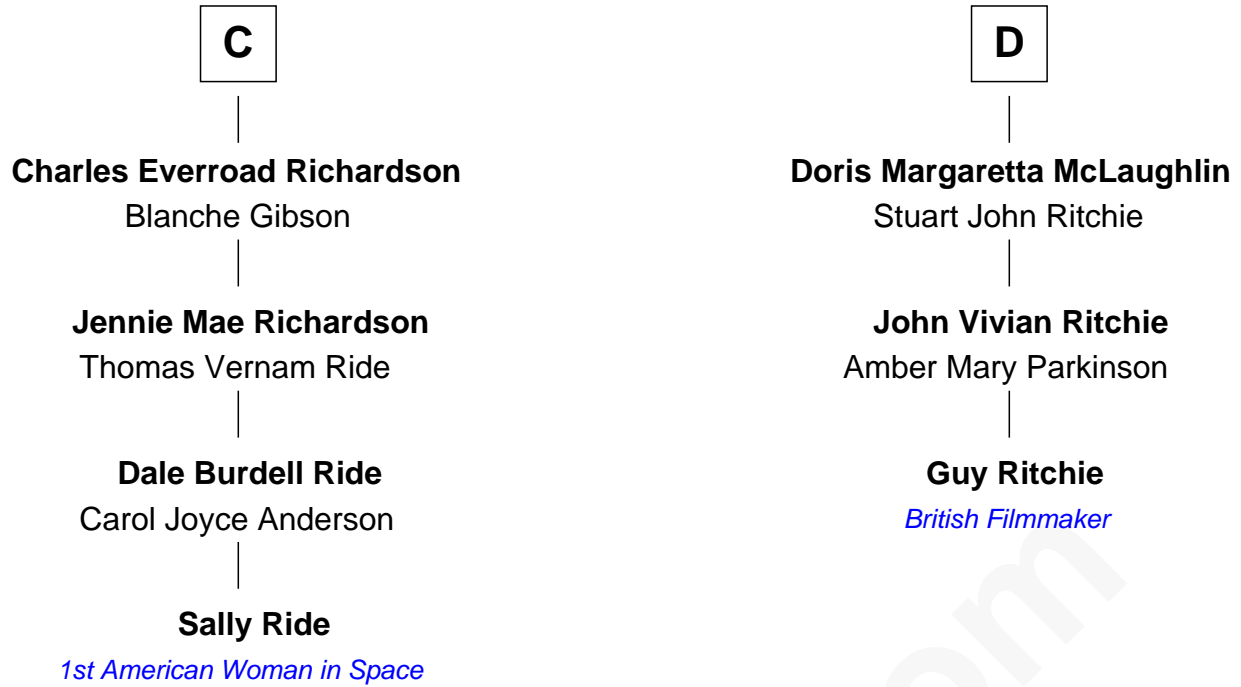 C
Charles Everroad Richardson
Blanche Gibson
Jennie Mae Richardson
Thomas Vernam Ride
Dale Burdell Ride
Carol Joyce Anderson
Sally Ride
1st American Woman in Space
D
Doris Margaretta McLaughlin
Stuart John Ritchie
John Vivian Ritchie
Amber Mary Parkinson
Guy Ritchie
British Filmmaker
om